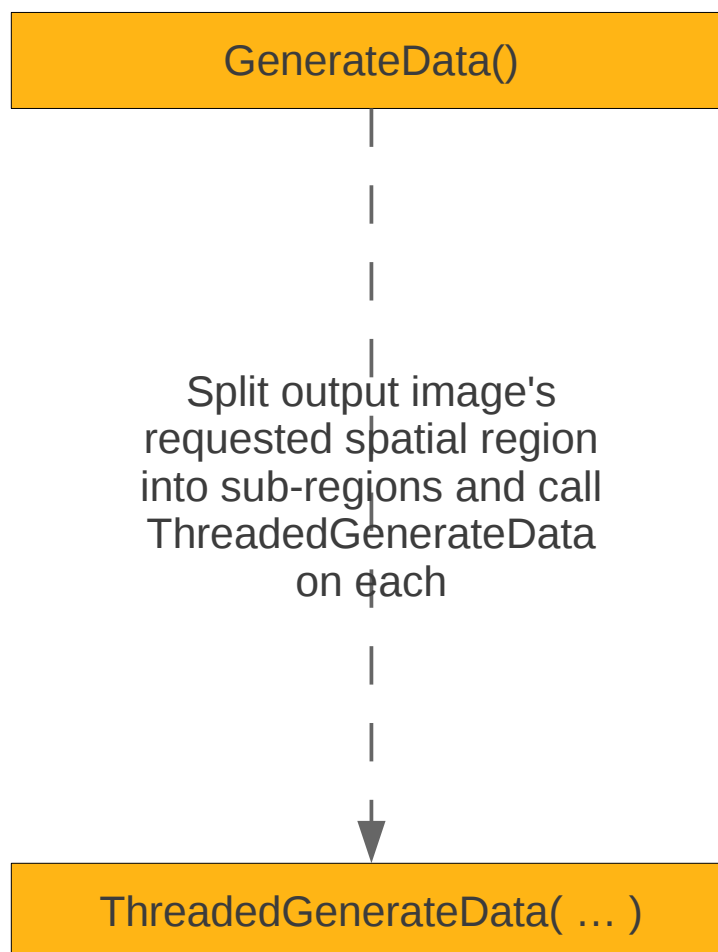 GenerateData()
Split output image's
requested spatial region
into sub-regions and call
ThreadedGenerateData
on each
ThreadedGenerateData( … )